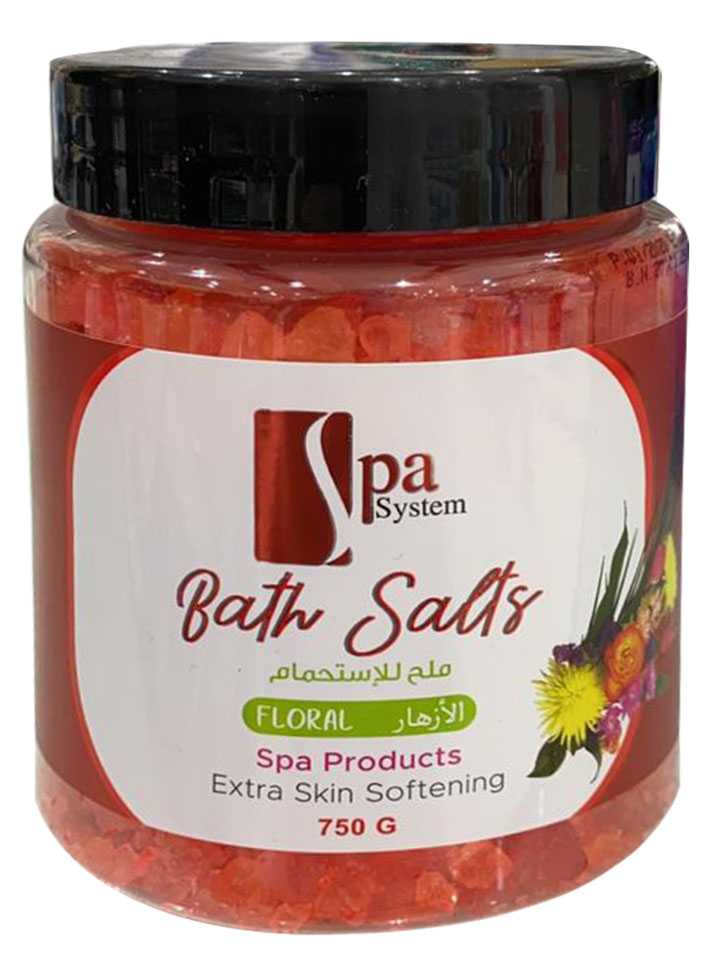 Spa
System
Bath Salts
ملح للإستحمام
FLORAL الأزهار
Spa Products
Extra Skin Softening
750 G